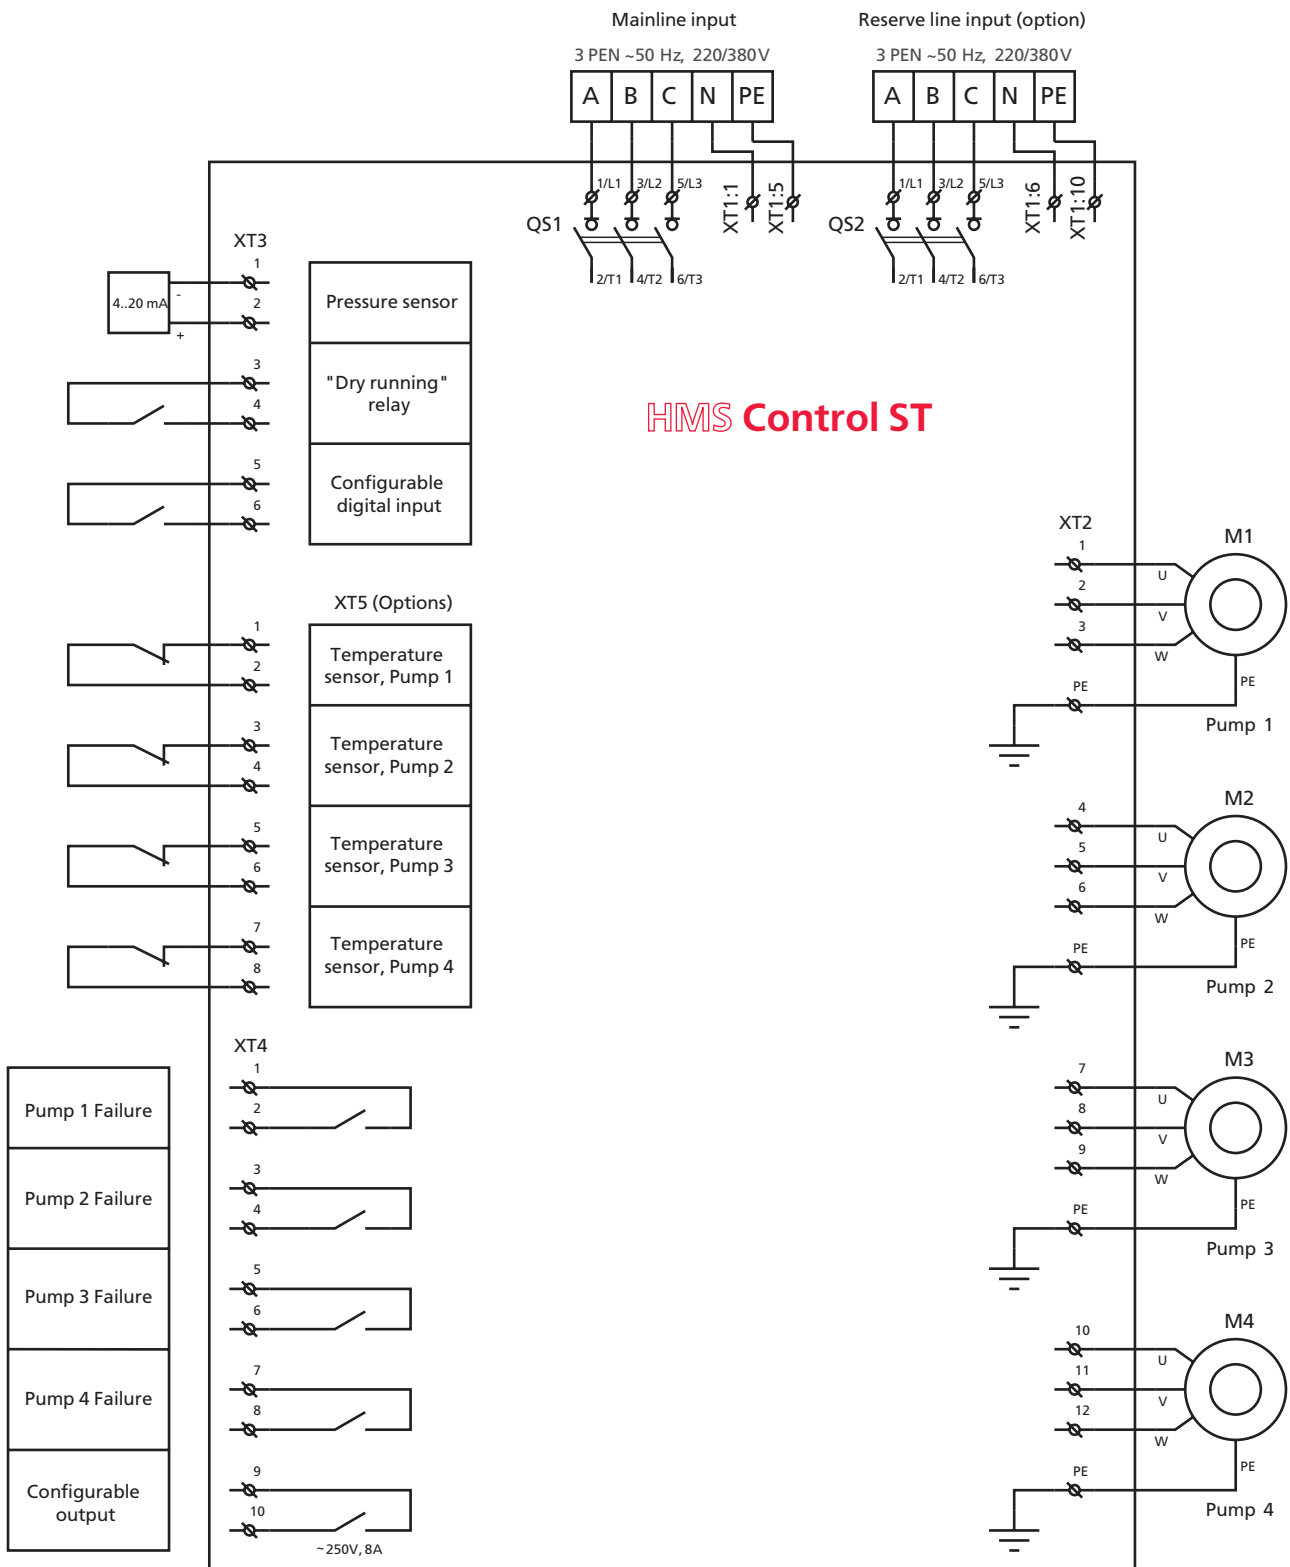 Mainline input
Reserve line input (option)
3 PEN ~50 Hz, 220/380V
3 PEN ~50 Hz, 220/380V
A B C N PE
A B C N PE
1/L1 3/L2 5/L3
XT1:1
XT1:5
1/L1 3/L2 5/L3
XT1:6
XT1:10
QS1
QS2
2/T1 4/T2 6/T3
2/T1 4/T2 6/T3
XT3
1
4..20 mA
-
2
+
Pressure sensor
3
4
"Dry running"
relay
HMS Control ST
5
6
Configurable
digital input
XT5 (Options)
1
2
Temperature
sensor, Pump 1
3
4
Temperature
sensor, Pump 2
5
6
Temperature
sensor, Pump 3
7
8
Temperature
sensor, Pump 4
XT2
M1
1
U
2
V
3
W
PE
PE
Pump 1
M2
4
U
5
V
6
W
PE
PE
Pump 2
M3
7
U
8
V
9
W
PE
PE
Pump 3
M4
10
U
11
V
12
W
PE
PE
Pump 4
XT4
1
2
Pump 1 Failure
3
4
Pump 2 Failure
5
6
Pump 3 Failure
7
8
Pump 4 Failure
9
10
Configurable
output
~250V, 8A